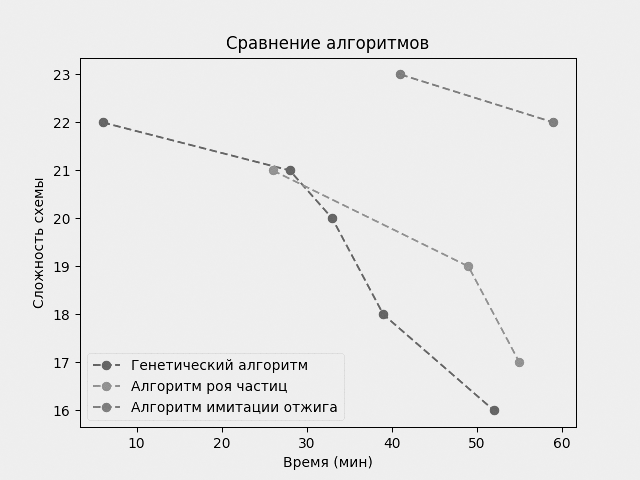 Сравнение алгоритмов
23
22
21
20
19
18
17
16
Сложность схемы
Генетический алгоритм
Алгоритм роя частиц
Алгоритм имитации отжига
10 20 30 40 50 60
Время (мин)